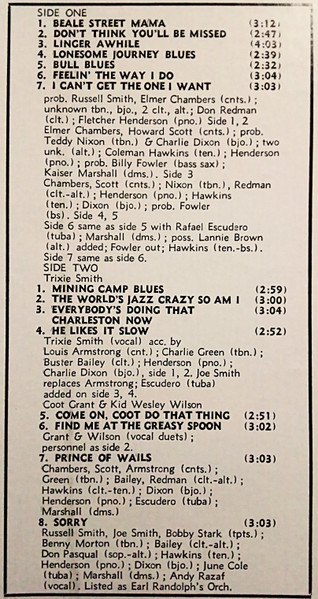 SIDE ONE
1. BEALE STREET MAMA (3:12)
2. DON'T THINK YOU'LL BE MISSED (2:47)
3. LINGER AWHILE (4:03)
4. LONESOME JOURNEY BLUES (2:39)
5. BULL BLUES (2:32)
6. FEELIN' THE WAY I DO (3:04)
7. I CAN'T GET THE ONE I WANT (3:03)
prob. Russell Smith, Elmer Chambers (cnts.) ;
unknown tbn., bjo., 2 clt., alt.; Don Redman
(clt.) ; Fletcher Henderson (pno.) Side 1, 2
Elmer Chambers, Howard Scott (cnts.) ; prob.
Teddy Nixon (tbn.) & Charlie Dixon (bjo.) ; two
unk. (alt.) ; Coleman Hawkins (ten.) ; Henderson
(pno.) ; prob. Billy Fowler (bass sax) ;
Kaiser Marshall (dms.). Side 3
Chambers, Scott (cnts.) ; Nixon (tbn.), Redman
(clt.-alt.) ; Henderson (pno.) ; Hawkins
(ten.) ; Dixon (bjo.) ; prob. Fowler
(bs) . Side 4, 5
Side 6 same as side 5 with Rafael Escudero
(tuba) ; Marshall (dms.) ; poss. Lannie Brown
(alt.) added; Fowler out; Hawkins (ten.-bs.) .
Side 7 same as side 6.
SIDE TWO
Trixie Smith
1. MINING CAMP BLUES (2:59)
2. THE WORLD'S JAZZ CRAZY SO AM I (3:00)
3. EVERYBODY'S DOING THAT (3:04)
CHARLESTON NOW
4. HE LIKES IT SLOW (2:52)
Trixie Smith (vocal) acc. by
Louis Armstrong (cnt.) ; Charlie Green (tbn.) ;
Buster Bailey (clt.) ; Henderson (pno.) ;
Charlie Dixon (bjo.) , side 1, 2. Joe Smith
replaces Armstrong; Escudero (tuba)
added on side 3, 4.
Coot Grant & Kid Wesley Wilson
5. COME ON, COOT DO THAT THING (2:51)
6. FIND ME AT THE GREASY SPOON (3:02)
Grant & Wilson (vocal duets) ;
personnel as side 2.
7. PRINCE OF WAILS (3:03)
Chambers, Scott, Armstrong (cnts.) ;
Green (tbn.) ; Bailey, Redman (clt.-alt.) ;
Hawkins (clt.-ten.) ; Dixon (bjo.) ;
Henderson (pno.) ; Escudero (tuba) ;
Marshall (dms.)
8. SORRY (3:03)
Russell Smith, Joe Smith, Bobby Stark (tpts.) ;
Benny Morton (tbn.) ; Bailey (clt.-alt.) ;
Don Pasqual (sop.-alt.) ; Hawkins (ten.) ;
Henderson (pno.) ; Dixon (bjo.) ; June Cole
(tuba) ; Marshall (dms.) ; Andy Razaf
(vocal) . Listed as Earl Randolph's Orch.